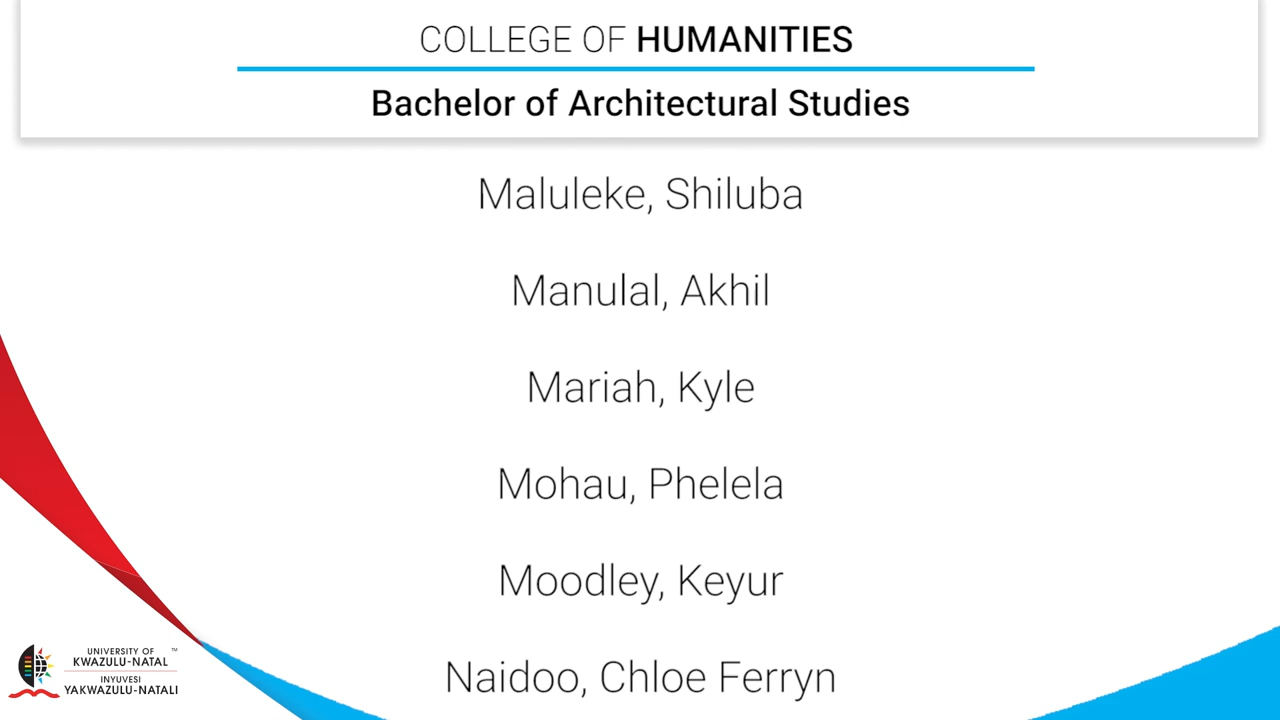 COLLEGE OF HUMANITIES
Bachelor of Architectural Studies
Maluleke, Shiluba
Manulal, Akhil
Mariah, Kyle
Mohau, Phelela
Moodley, Keyur
Naidoo, Chloe Ferryn
UNIVERSITY OF ™
KWAZULU-NATAL
INYUVESI
YAKWAZULU-NATALI